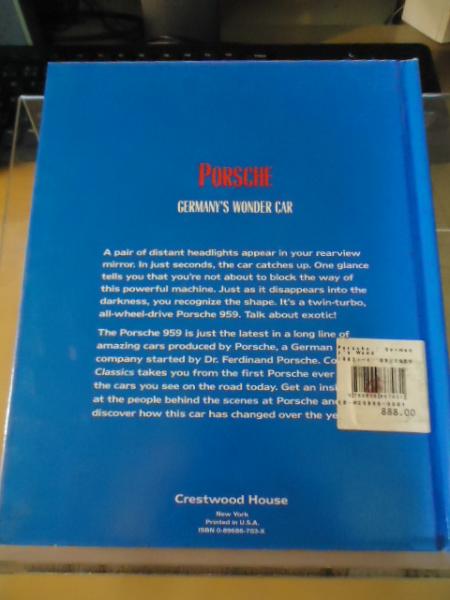 PORSCHE
GERMANY'S WONDER CAR
A pair of distant headlights appear in your rearview
mirror. In just seconds, the car catches up. One glance
tells you that you're not about to block the way of
this powerful machine. Just as it disappears into the
darkness, you recognize the shape. It's a twin-turbo,
all-wheel-drive Porsche 959. Talk about exotic!
The Porsche 959 is just the latest in a long line of
amazing cars produced by Porsche, a German
company started by Dr. Ferdinand Porsche.
Classics takes you from the first Porsche ever
the cars you see on the road today. Get an
at the people behind the scenes at Porsche
discover how this car has changed over the
Porsche : German
y's Wond
888.00
Crestwood House
New York
Printed in U.S.A.
ISBN 0-89686-703-X